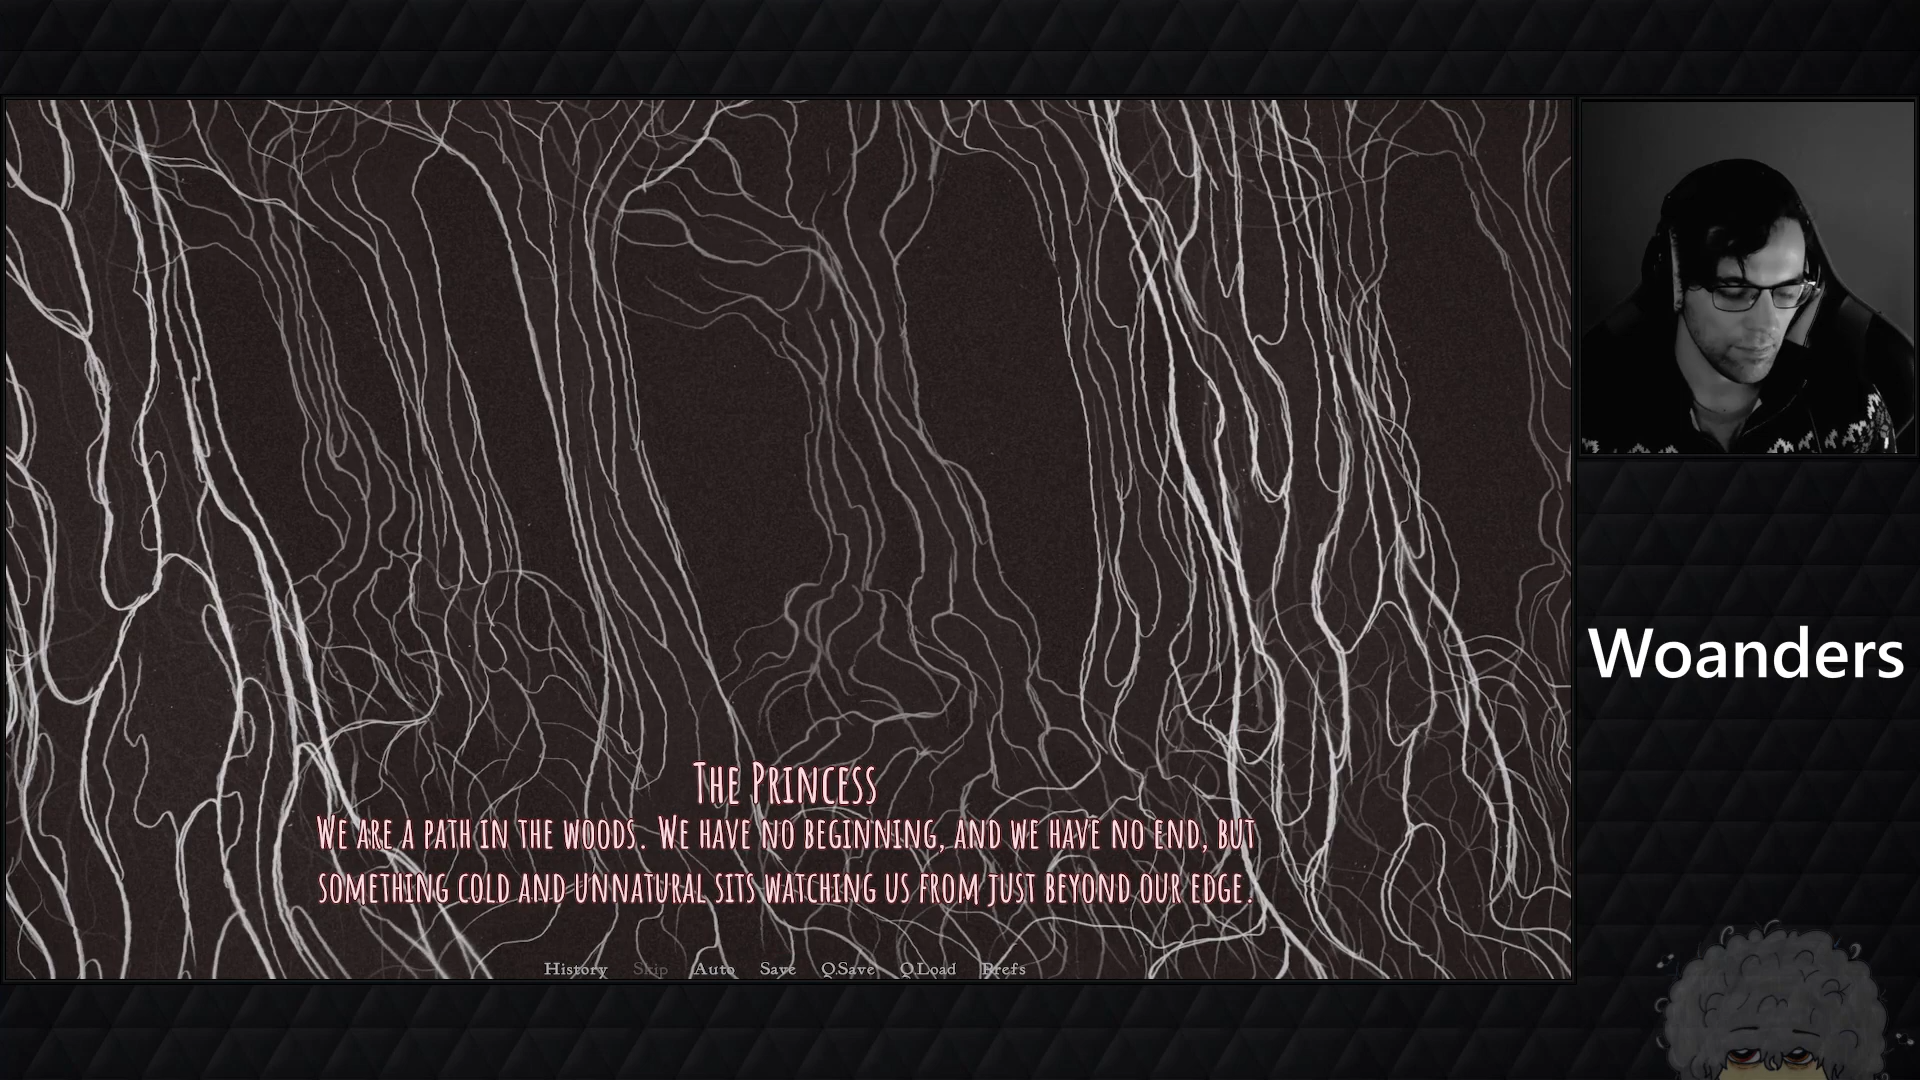 The Princess
We are a path in the woods. We have no beginning, and we have no end, but
something cold and unnatural sits watching us from just beyond our edge.
History Skip Auto Save Q.Save Q.Load Prefs
Woanders